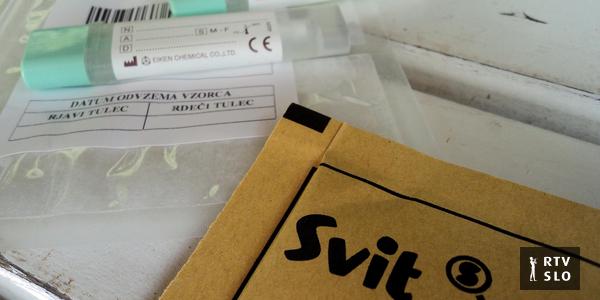 N
A
D
S M - F
EIKEN CHEMICAL CO.,LTD.
CE
DATUM ODVZEMA VZORCA
RJAVI TULEC RDEČI TULEC
Svit
S
RTV
SLO